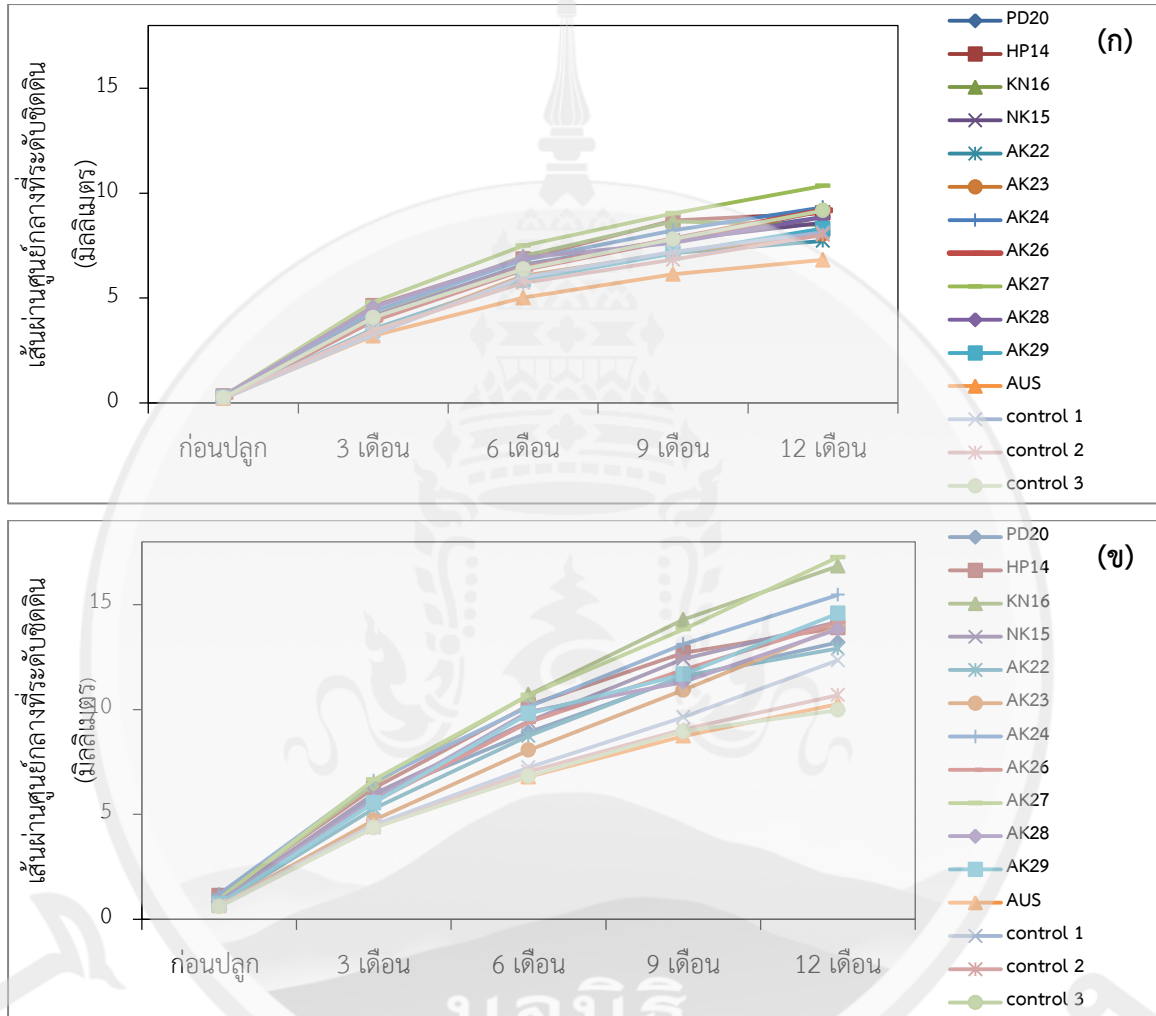 (ก)
เส้นผ่านศูนย์กลางที่ระดับชิดดิน
(มิลลิเมตร)
15
10
5
0
ก่อนปลูก 3 เดือน 6 เดือน 9 เดือน 12 เดือน
PD20
HP14
KN16
NK15
AK22
AK23
AK24
AK26
AK27
AK28
AK29
AUS
control 1
control 2
control 3
(ข)
เส้นผ่านศูนย์กลางที่ระดับชิดดิน
(มิลลิเมตร)
15
10
5
0
ก่อนปลูก 3 เดือน 6 เดือน 9 เดือน 12 เดือน
PD20
HP14
KN16
NK15
AK22
AK23
AK24
AK26
AK27
AK28
AK29
AUS
control 1
control 2
control 3
มูลนิธิ